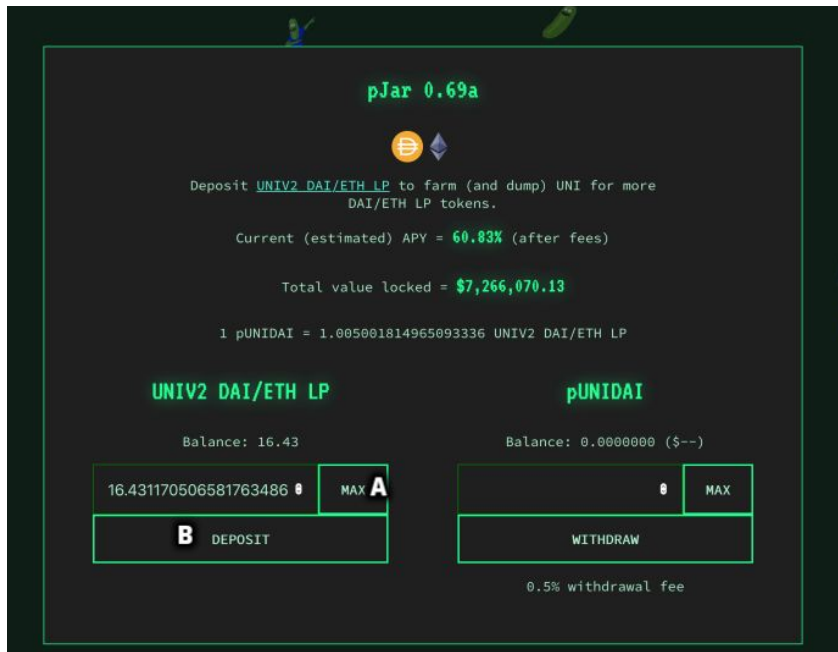 pJar 0.69a
Deposit UNIV2 DAI/ETH LP to farm (and dump) UNI for more
DAI/ETH LP tokens.
Current (estimated) APY = 60.83% (after fees)
Total value locked = $7,266,070.13
1 pUNIDAI = 1.005001814965093336 UNIV2 DAI/ETH LP
UNIV2 DAI/ETH LP
Balance: 16.43
16.431170506581763486
MAX A
B DEPOSIT
pUNIDAI
Balance: 0.0000000 ($--)
MAX
WITHDRAW
0.5% withdrawal fee